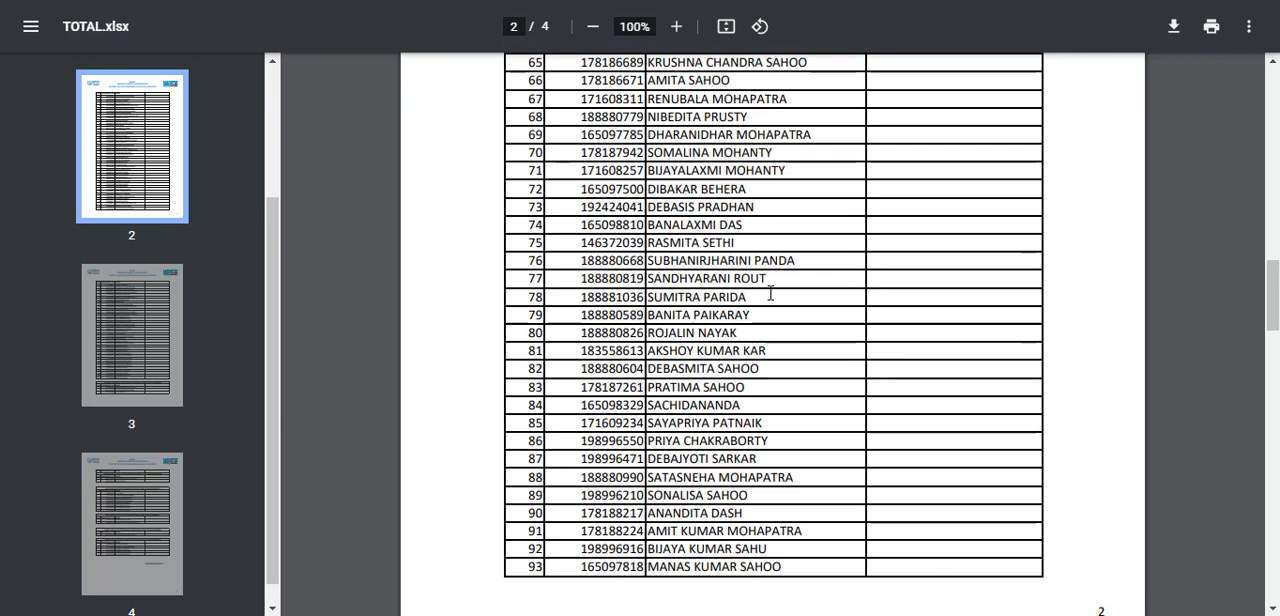 TOTAL.xlsx
2 / 4
100%
65 178186689 KRUSHNA CHANDRA SAHOO
66 178186671 AMITA SAHOO
67 171608311 RENUBALA MOHAPATRA
68 188880779 NIBEDITA PRUSTY
69 165097785 DHARANIDHAR MOHAPATRA
70 178187942 SOMALINA MOHANTY
71 171608257 BIJAYALAXMI MOHANTY
72 165097500 DIBAKAR BEHERA
73 192424041 DEBASIS PRADHAN
74 165098810 BANALAXMI DAS
75 146372039 RASMITA SETHI
76 188880668 SUBHANIRJHARINI PANDA
77 188880819 SANDHYARANI ROUT
78 188881036 SUMITRA PARIDA
79 188880589 BANITA PAIKARAY
80 188880826 ROJALIN NAYAK
81 183558613 AKSHOY KUMAR KAR
82 188880604 DEBASMITA SAHOO
83 178187261 PRATIMA SAHOO
84 165098329 SACHIDANANDA
85 171609234 SAYAPRIYA PATNAIK
86 198996550 PRIYA CHAKRABORTY
87 198996471 DEBAJYOTI SARKAR
88 188880990 SATASNEHA MOHAPATRA
89 198996210 SONALISA SAHOO
90 178188217 ANANDITA DASH
91 178188224 AMIT KUMAR MOHAPATRA
92 198996916 BIJAYA KUMAR SAHU
93 165097818 MANAS KUMAR SAHOO
2
2
3
4